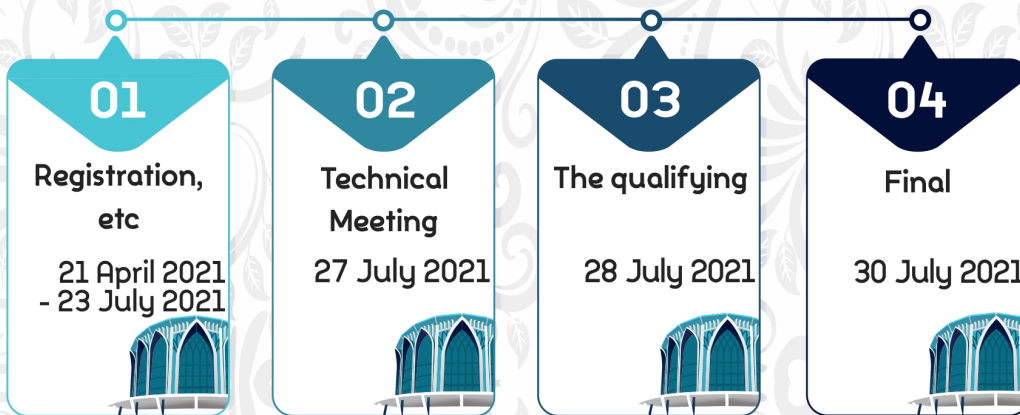 01
Registration,
etc
21 April 2021
- 23 July 2021
02
Technical
Meeting
27 July 2021
03
The qualifying
28 July 2021
04
Final
30 July 2021